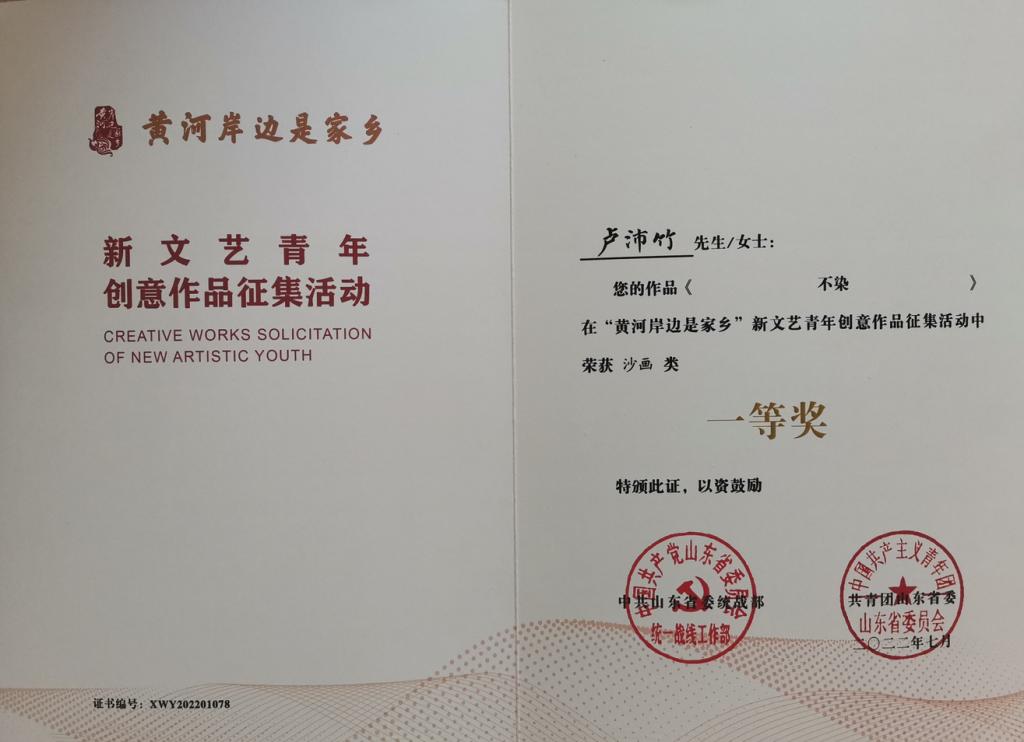 黄河岸边是家乡
新文艺青年
创意作品征集活动
CREATIVE WORKS SOLICITATION
OF NEW ARTISTIC YOUTH
证书编号：XWY202201078
卢沛竹 先生/女士：
您的作品《 不染 》
在“黄河岸边是家乡”新文艺青年创意作品征集活动中
荣获 沙画 类
一等奖
特颁此证，以资鼓励
中国共产党山东省委员会
中共山东省委统战部
统一战线工作部
中国共产主义青年团
共青团山东省委
山东省委员会
二〇二二年七月